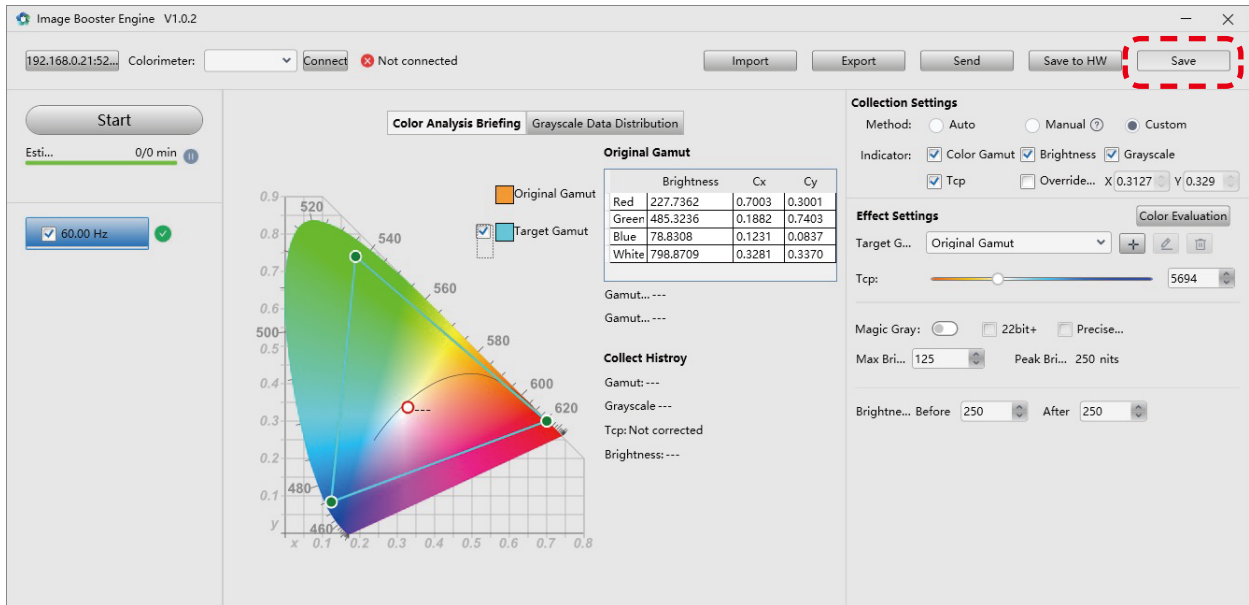 Image Booster Engine V1.0.2
192.168.0.21:52... Colorimeter: Connect Not connected Import Export Send Save to HW Save
Start
Esti... 0/0 min
60.00 Hz
Color Analysis Briefing Grayscale Data Distribution
Original Gamut
Target Gamut
0.9
0.8
0.7
0.6
0.5
0.4
0.3
0.2
0.1
y
x 0.1 0.2 0.3 0.4 0.5 0.6 0.7 0.8
520
540
560
580
600
620
500
480
460
---
Original Gamut
Brightness Cx Cy
Red 227.7362 0.7003 0.3001
Green 485.3236 0.1882 0.7403
Blue 78.8308 0.1231 0.0837
White 798.8709 0.3281 0.3370
Gamut... ---
Gamut... ---
Collect Histroy
Gamut: ---
Grayscale ---
Tcp: Not corrected
Brightness: ---
Collection Settings
Method: Auto Manual ? Custom
Indicator: Color Gamut Brightness Grayscale
Tcp Override... X 0.3127 Y 0.329
Effect Settings Color Evaluation
Target G... Original Gamut
Tcp: 5694
Magic Gray: 22bit+ Precise...
Max Bri... 125 Peak Bri... 250 nits
Brightne... Before 250 After 250